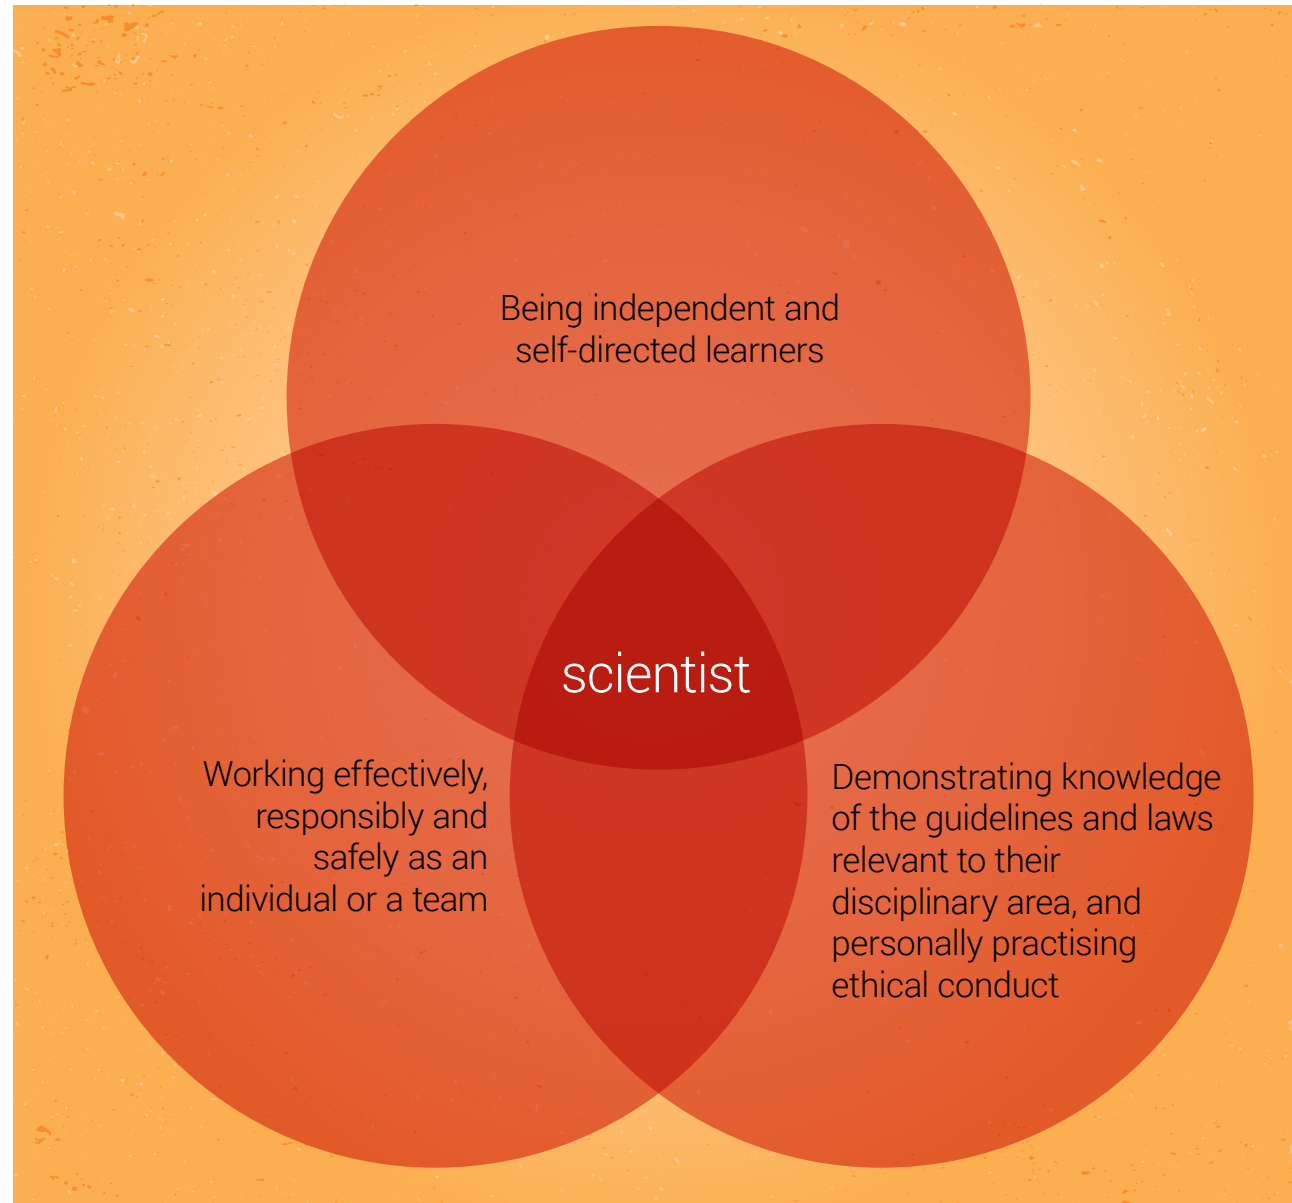 Being independent and
self-directed learners
scientist
Working effectively,
responsibly and
safely as an
individual or a team
Demonstrating knowledge
of the guidelines and laws
relevant to their
disciplinary area, and
personally practising
ethical conduct